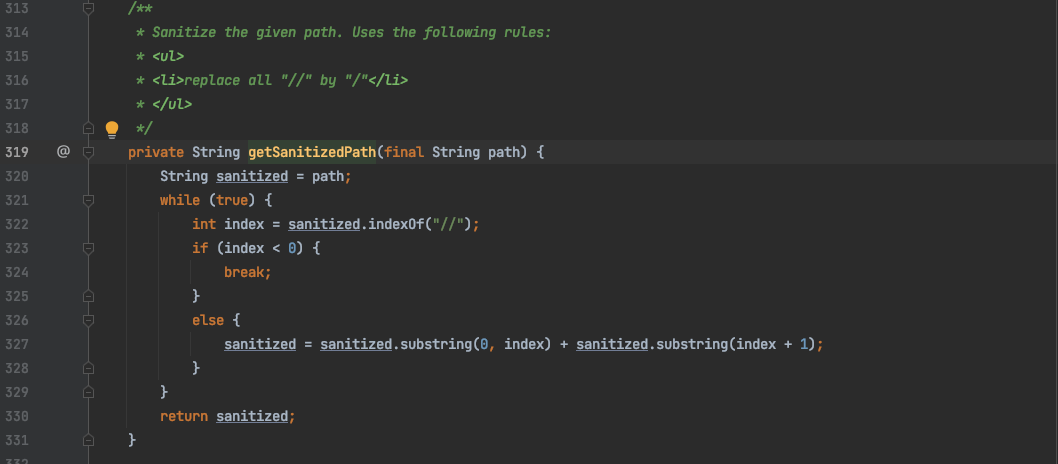 313 /**
314 * Sanitize the given path. Uses the following rules:
315 * <ul>
316 * <li>replace all "//" by "/"</li>
317 * </ul>
318 */
319 @ private String getSanitizedPath(final String path) {
320 String sanitized = path;
321 while (true) {
322 int index = sanitized.indexOf("//");
323 if (index < 0) {
324 break;
325 }
326 else {
327 sanitized = sanitized.substring(0, index) + sanitized.substring(index + 1);
328 }
329 }
330 return sanitized;
331 }
332